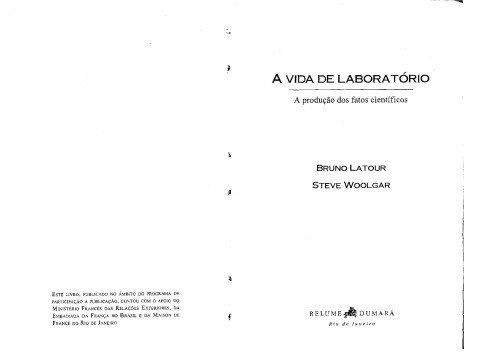 ESTE LIVRO, PUBLICADO NO ÂMBITO DO PROGRAMA DE
PARTICIPAÇÃO À PUBLICAÇÃO, CONTOU COM O APOIO DO
MINISTÉRIO FRANCÊS DAS RELAÇÕES EXTERIORES, DA
EMBAIXADA DA FRANÇA NO BRASIL E DA MAISON DE
FRANCE DO RIO DE JANEIRO
A VIDA DE LABORATÓRIO
A produção dos fatos científicos
BRUNO LATOUR
STEVE WOOLGAR
RELUME DUMARÁ
Rio de Janeiro